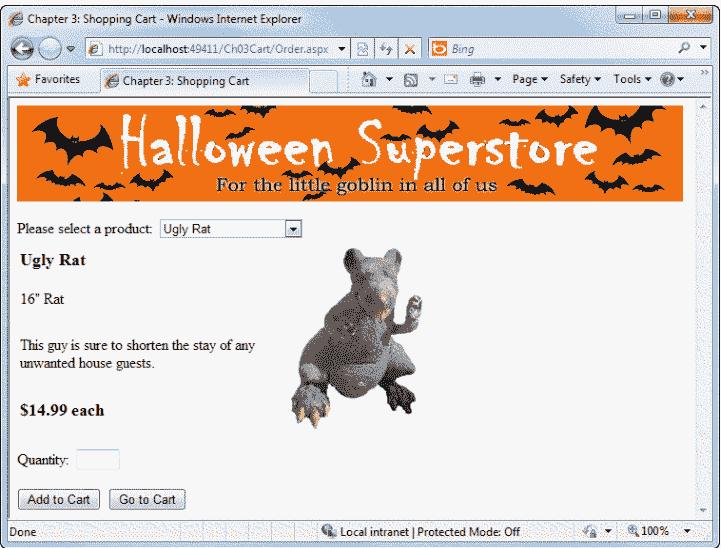 Chapter 3: Shopping Cart - Windows Internet Explorer
http://localhost:49411/Ch03Cart/Order.aspx
Bing
Favorites
Chapter 3: Shopping Cart
Page
Safety
Tools
Halloween Superstore
For the little goblin in all of us
Please select a product: Ugly Rat
Ugly Rat
16" Rat
This guy is sure to shorten the stay of any
unwanted house guests.
$14.99 each
Quantity:
Add to Cart Go to Cart
Done
Local intranet | Protected Mode: Off
100%